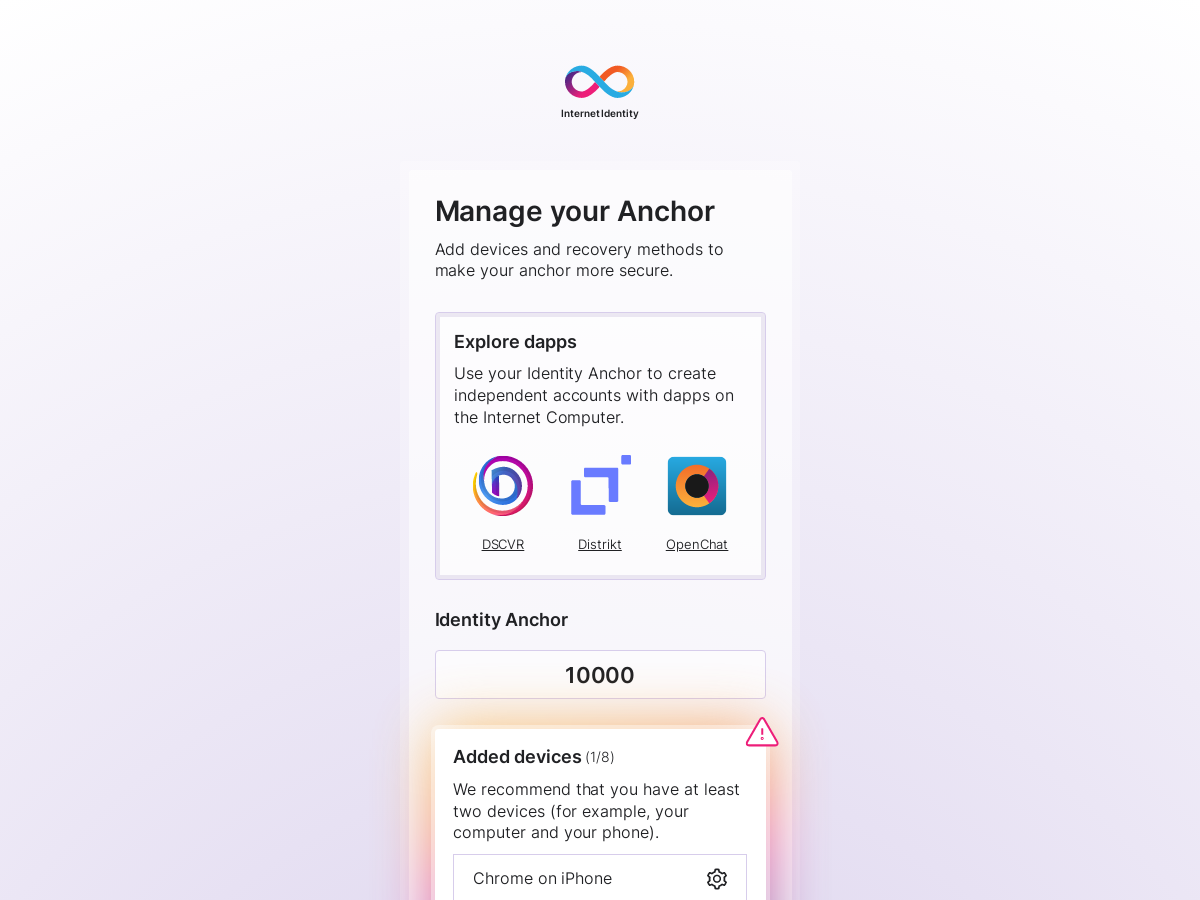 Internet Identity
Manage your Anchor
Add devices and recovery methods to
make your anchor more secure.
Explore dapps
Use your Identity Anchor to create
independent accounts with dapps on
the Internet Computer.
DSCVR
Distrikt
OpenChat
Identity Anchor
10000
Added devices (1/8)
We recommend that you have at least
two devices (for example, your
computer and your phone).
Chrome on iPhone